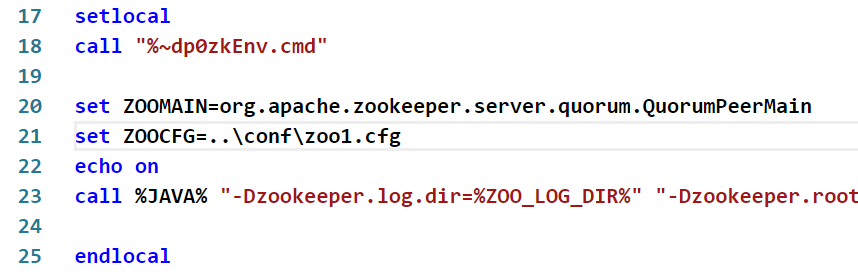 17 setlocal
18 call "%~dp0zkEnv.cmd"
19
20 set ZOOMAIN=org.apache.zookeeper.server.quorum.QuorumPeerMain
21 set ZOOCFG=..\conf\zoo1.cfg
22 echo on
23 call %JAVA% "-Dzookeeper.log.dir=%ZOO_LOG_DIR%" "-Dzookeeper.root
24
25 endlocal